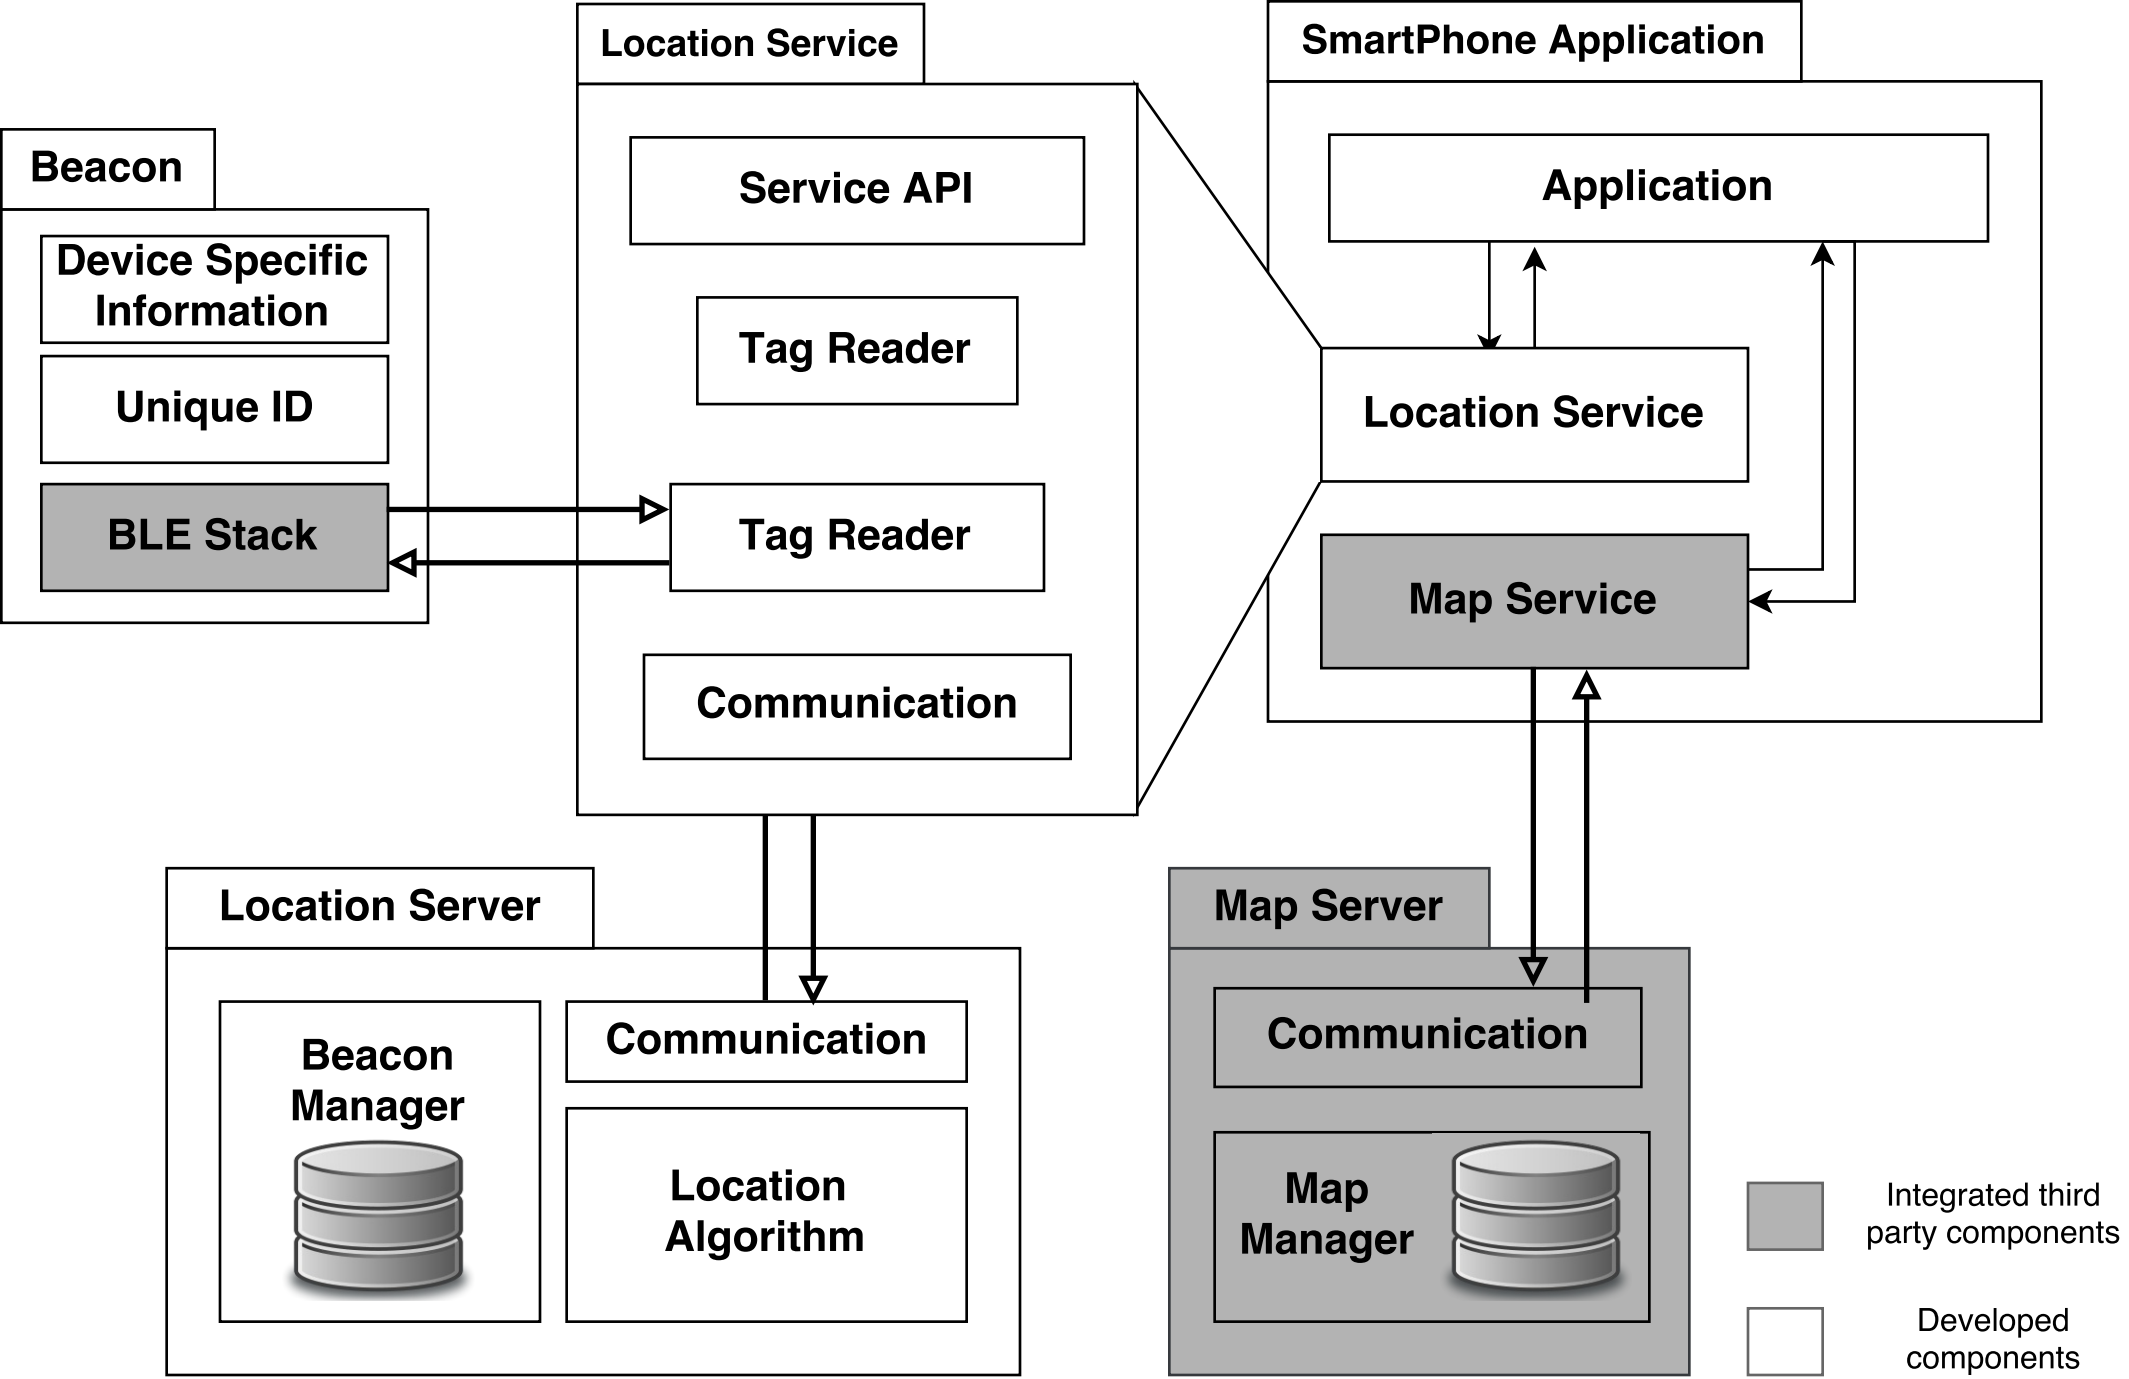 Location Service
SmartPhone Application
Beacon
Device Specific
Information
Unique ID
BLE Stack
Service API
Tag Reader
Tag Reader
Communication
Application
Location Service
Map Service
Location Server
Beacon
Manager
Communication
Location
Algorithm
Map Server
Communication
Map
Manager
Integrated third
party components
Developed
components